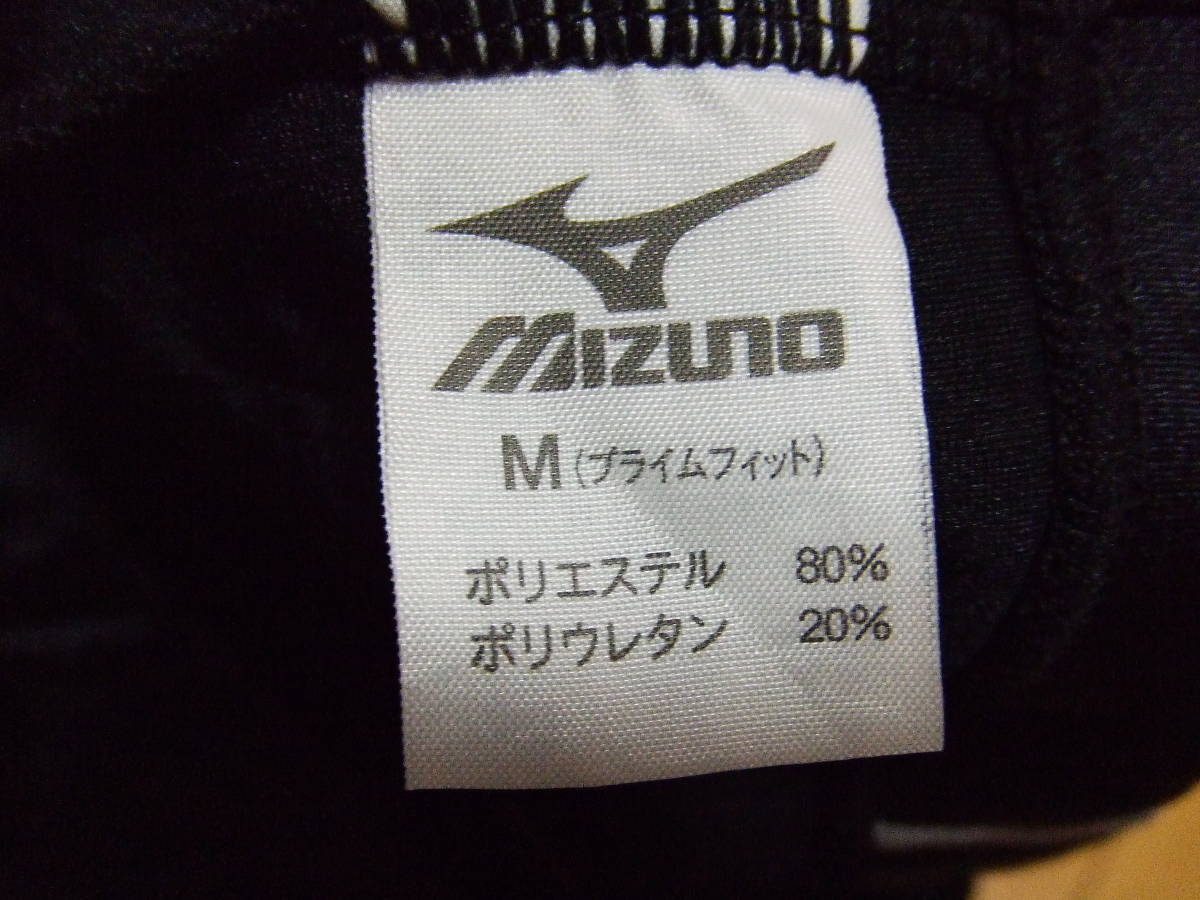 MIZUNO
M (プライムフィット)
ポリエステル 80%
ポリウレタン 20%